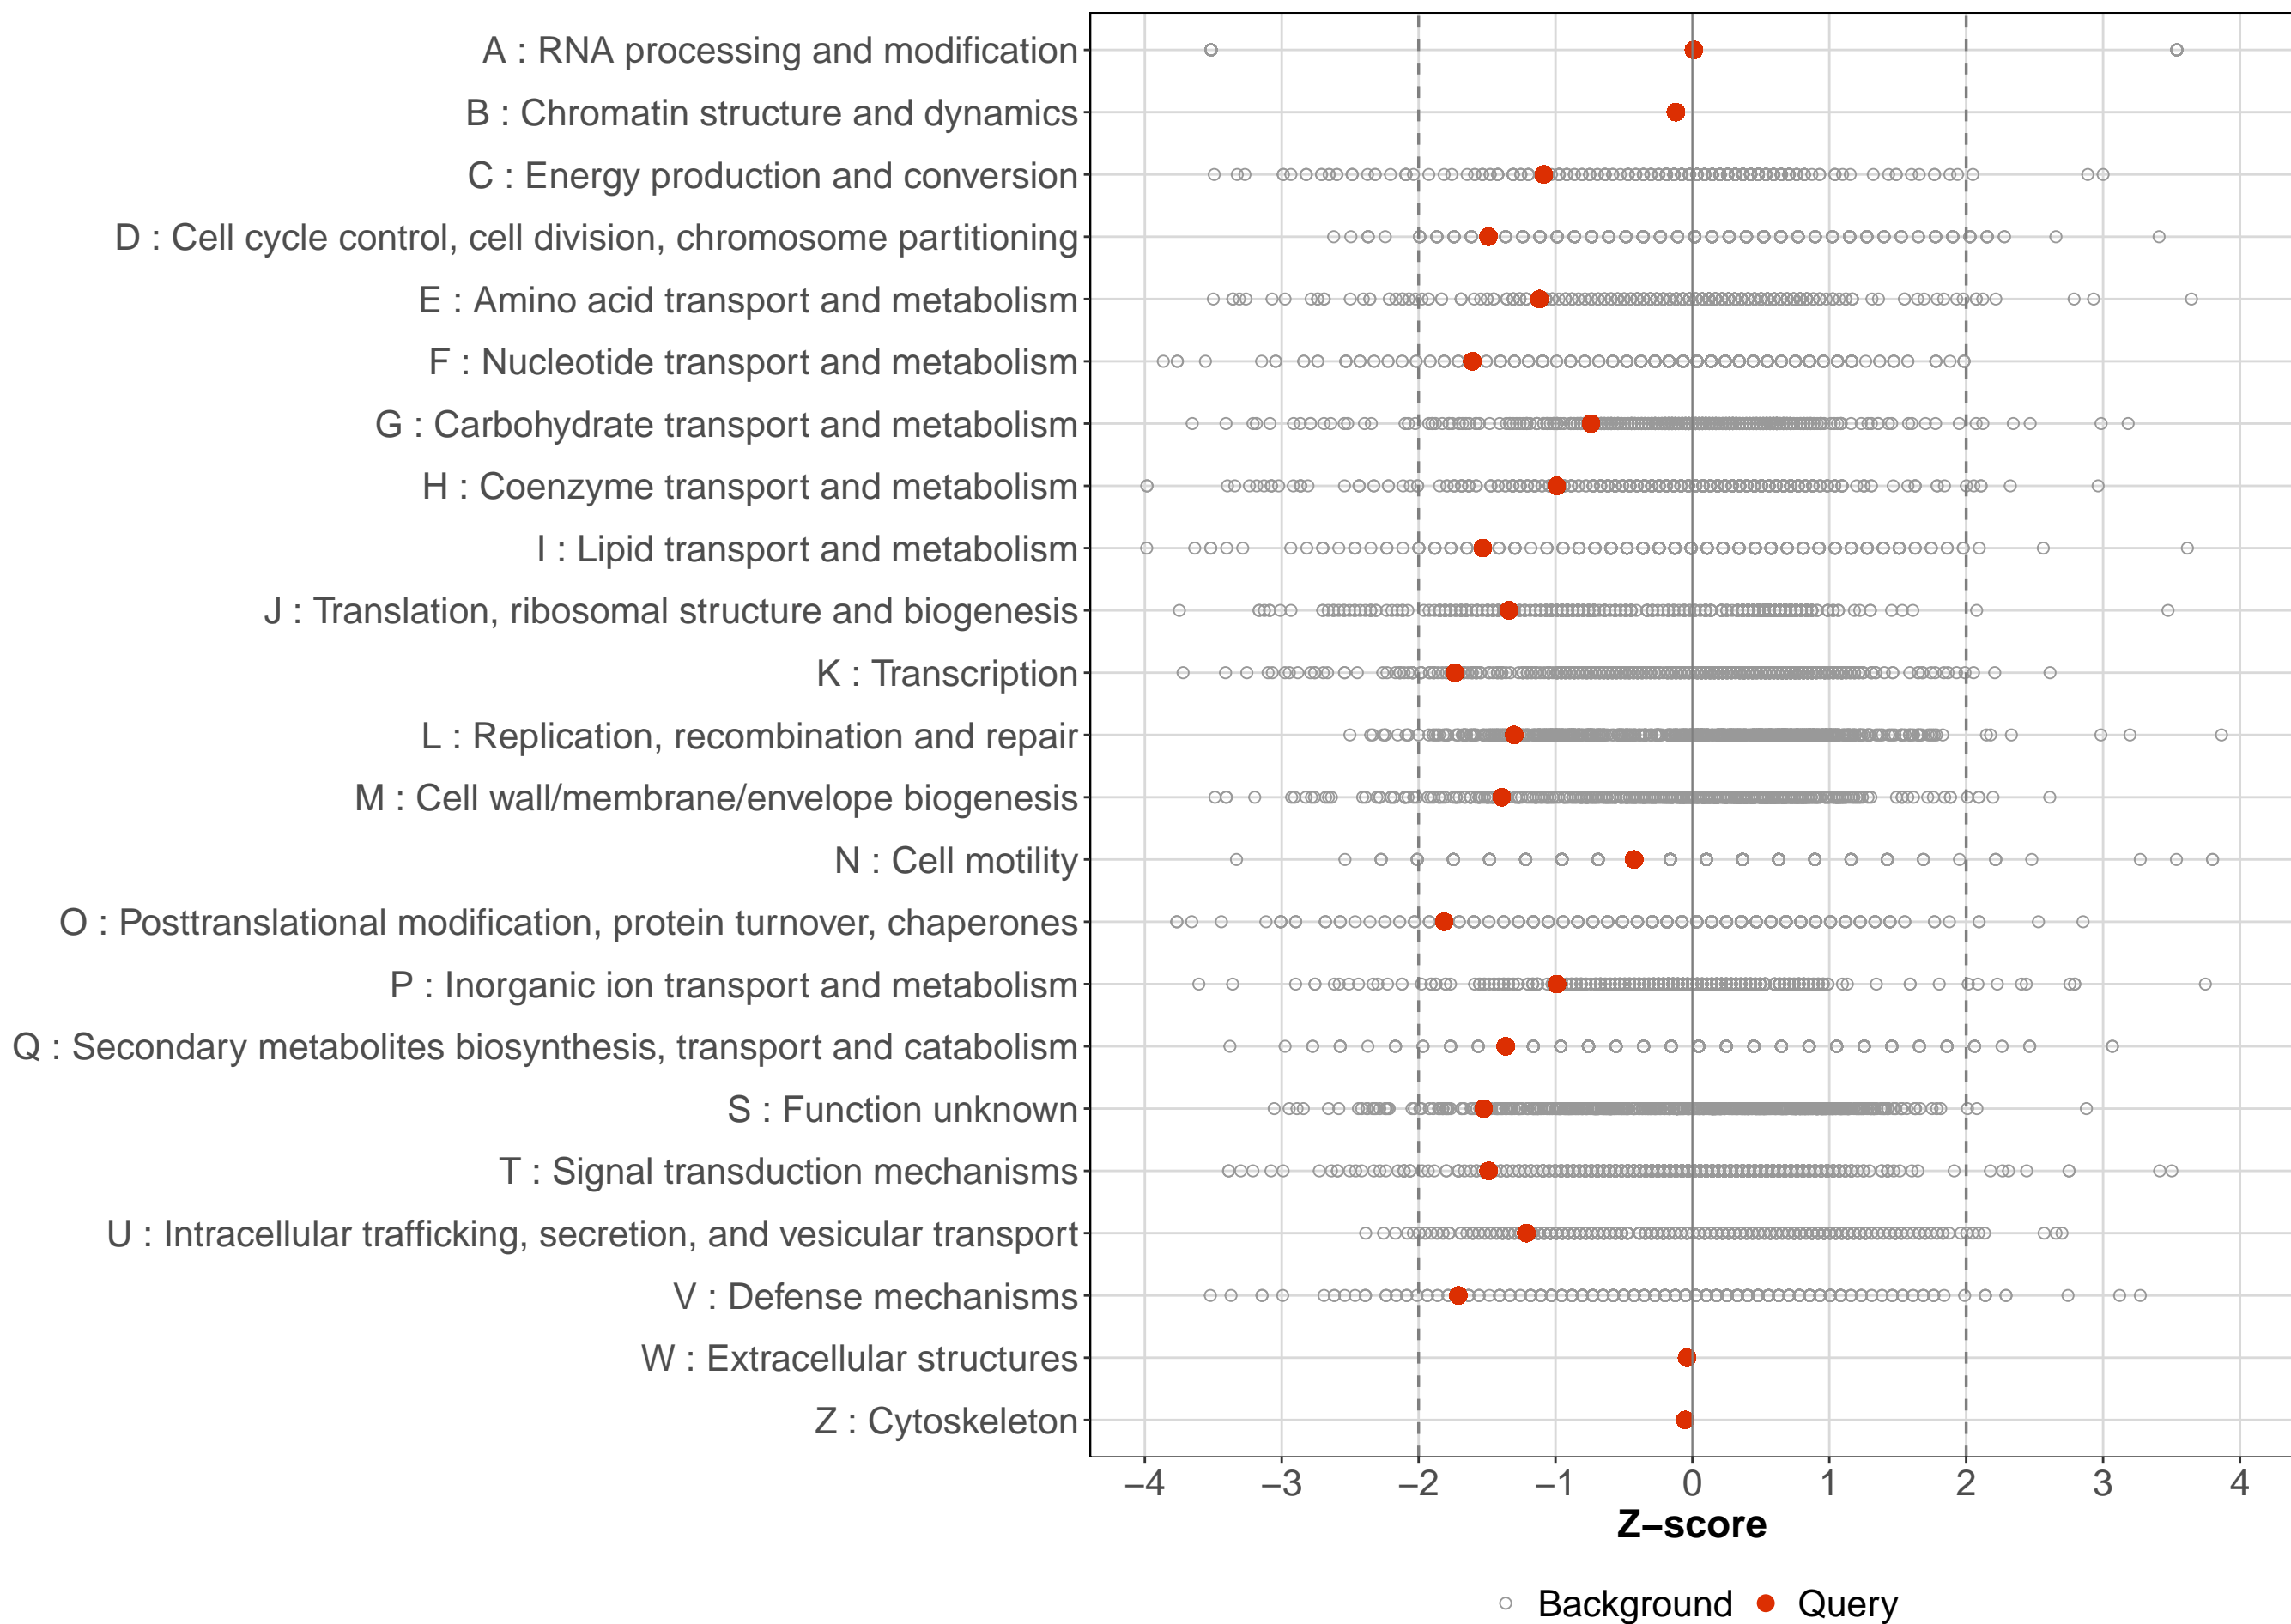 A : RNA processing and modification
B : Chromatin structure and dynamics
C : Energy production and conversion
D : Cell cycle control, cell division, chromosome partitioning
E : Amino acid transport and metabolism
F : Nucleotide transport and metabolism
G : Carbohydrate transport and metabolism
H : Coenzyme transport and metabolism
I : Lipid transport and metabolism
J : Translation, ribosomal structure and biogenesis
K : Transcription
L : Replication, recombination and repair
M : Cell wall/membrane/envelope biogenesis
N : Cell motility
O : Posttranslational modification, protein turnover, chaperones
P : Inorganic ion transport and metabolism
Q : Secondary metabolites biosynthesis, transport and catabolism
S : Function unknown
T : Signal transduction mechanisms
U : Intracellular trafficking, secretion, and vesicular transport
V : Defense mechanisms
W : Extracellular structures
Z : Cytoskeleton
−4 −3 −2 −1 0 1 2 3 4
Z−score
Background Query